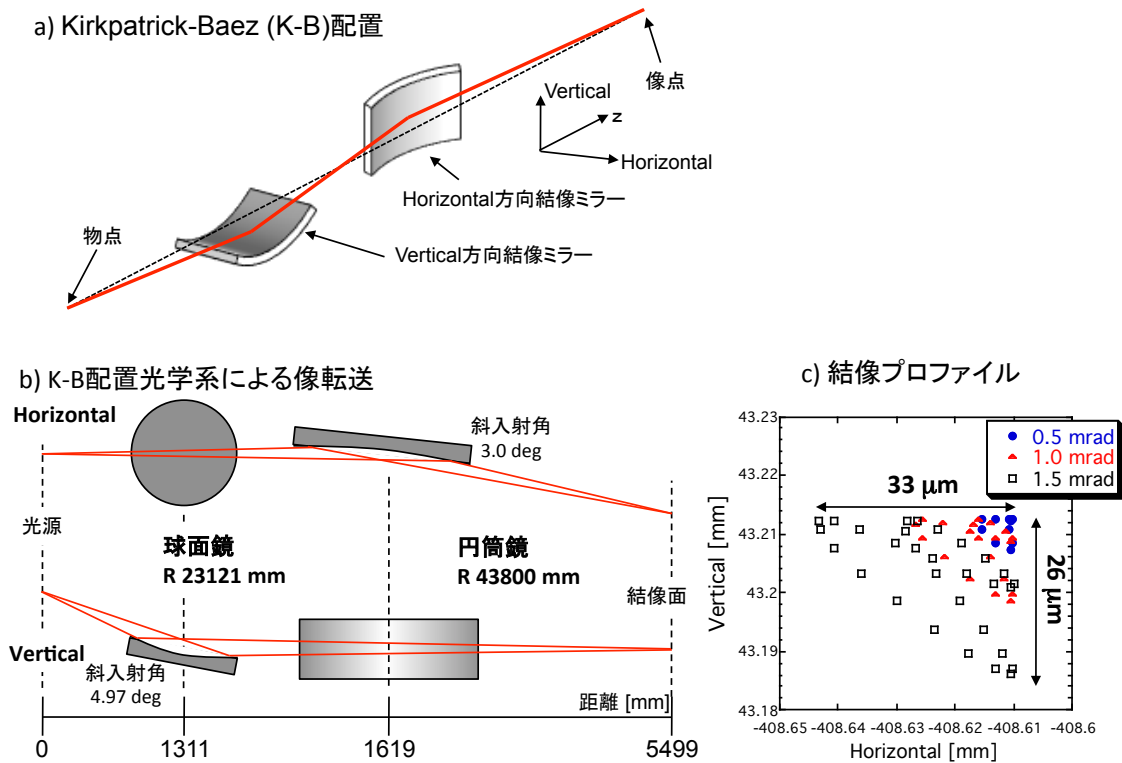 a) Kirkpatrick-Baez (K-B)配置
像点
Vertical
z
Horizontal
Horizontal方向結像ミラー
物点
Vertical方向結像ミラー
b) K-B配置光学系による像転送
Horizontal
斜入射角
3.0 deg
光源
球面鏡
R 23121 mm
円筒鏡
R 43800 mm
結像面
Vertical
斜入射角
4.97 deg
距離 [mm]
0
1311
1619
5499
c) 結像プロファイル
43.23
43.22
43.21
43.2
43.19
43.18
Vertical [mm]
0.5 mrad
1.0 mrad
1.5 mrad
33 μm
26 μm
-408.65
-408.64
-408.63
-408.62
-408.61
-408.6
Horizontal [mm]